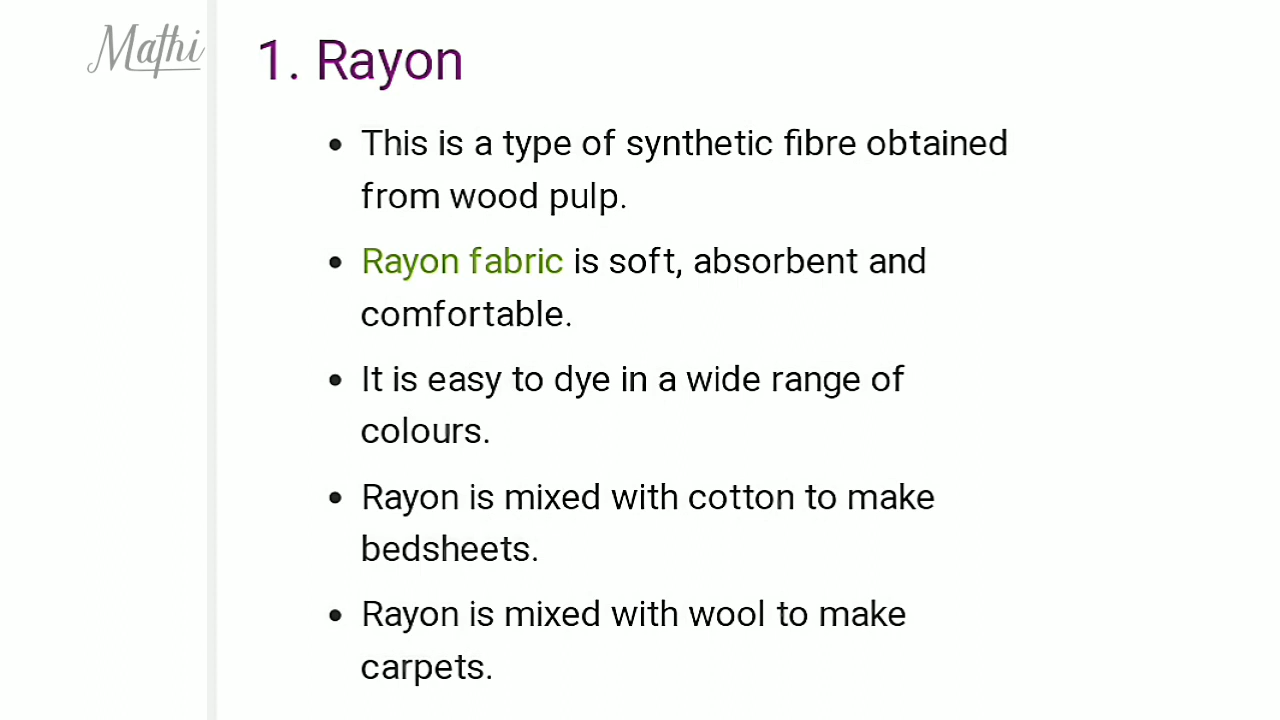 Mathi
1. Rayon
• This is a type of synthetic fibre obtained
from wood pulp.
• Rayon fabric is soft, absorbent and
comfortable.
• It is easy to dye in a wide range of
colours.
• Rayon is mixed with cotton to make
bedsheets.
• Rayon is mixed with wool to make
carpets.